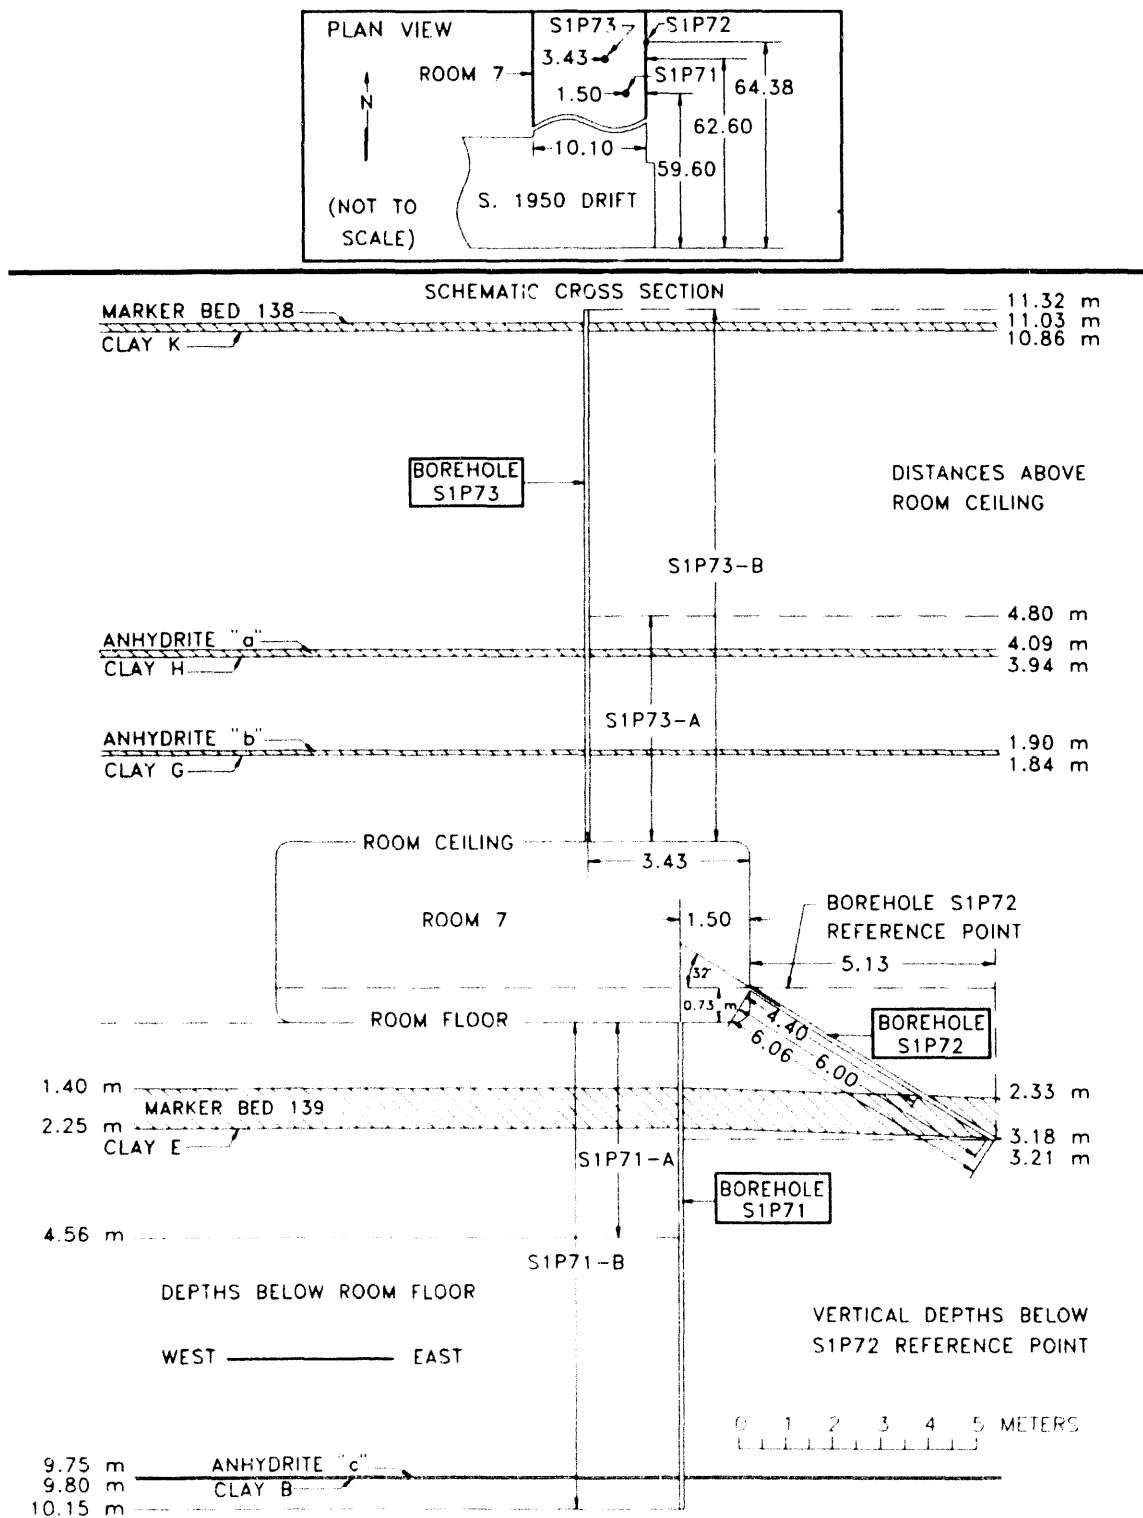 PLAN VIEW
S1P73
S1P72
3.43
ROOM 7
S1P71
1.50
64.38
N
62.60
10.10
59.60
(NOT TO
SCALE)
S. 1950 DRIFT
SCHEMATIC CROSS SECTION
11.32 m
MARKER BED 138
11.03 m
CLAY K
10.86 m
BOREHOLE
S1P73
DISTANCES ABOVE
ROOM CEILING
S1P73-B
4.80 m
ANHYDRITE "a"
4.09 m
CLAY H
3.94 m
S1P73-A
ANHYDRITE "b"
1.90 m
CLAY G
1.84 m
ROOM CEILING
3.43
ROOM 7
1.50
BOREHOLE S1P72
REFERENCE POINT
5.13
32°
0.73 m
ROOM FLOOR
4.40
BOREHOLE
S1P72
6.06
6.00
1.40 m
2.33 m
MARKER BED 139
2.25 m
CLAY E
3.18 m
S1P71-A
3.21 m
BOREHOLE
S1P71
4.56 m
S1P71-B
DEPTHS BELOW ROOM FLOOR
VERTICAL DEPTHS BELOW
S1P72 REFERENCE POINT
WEST
EAST
0 1 2 3 4 5 METERS
9.75 m
ANHYDRITE "c"
9.80 m
CLAY B
10.15 m